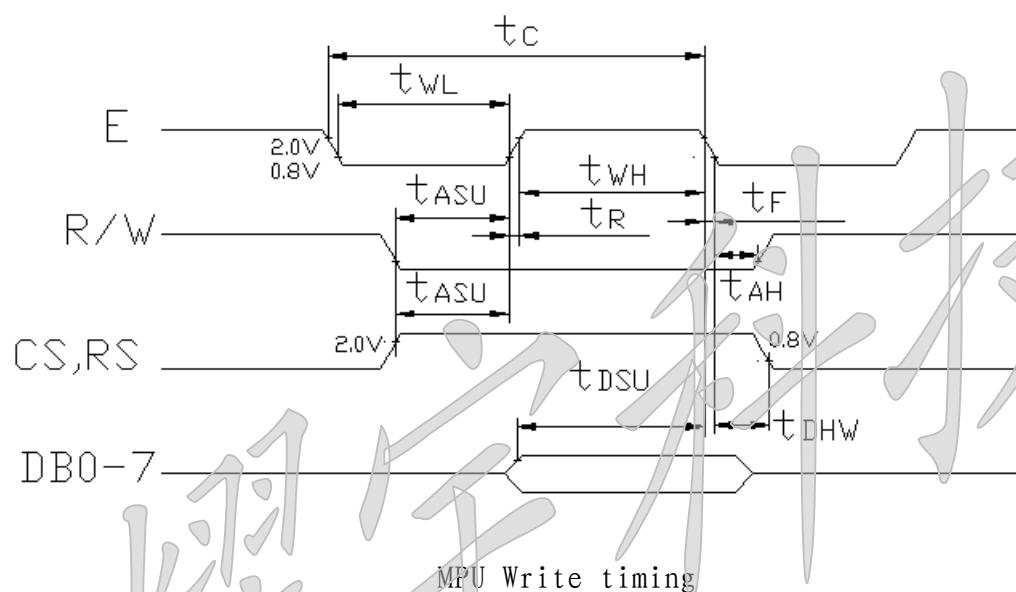 tC
tWL
E
2.0V
0.8V
tWH
tASU
tF
tR
R/W
tAH
tASU
2.0V
0.8V
CS,RS
tDSU
tDHW
DB0-7
MPU Write timing